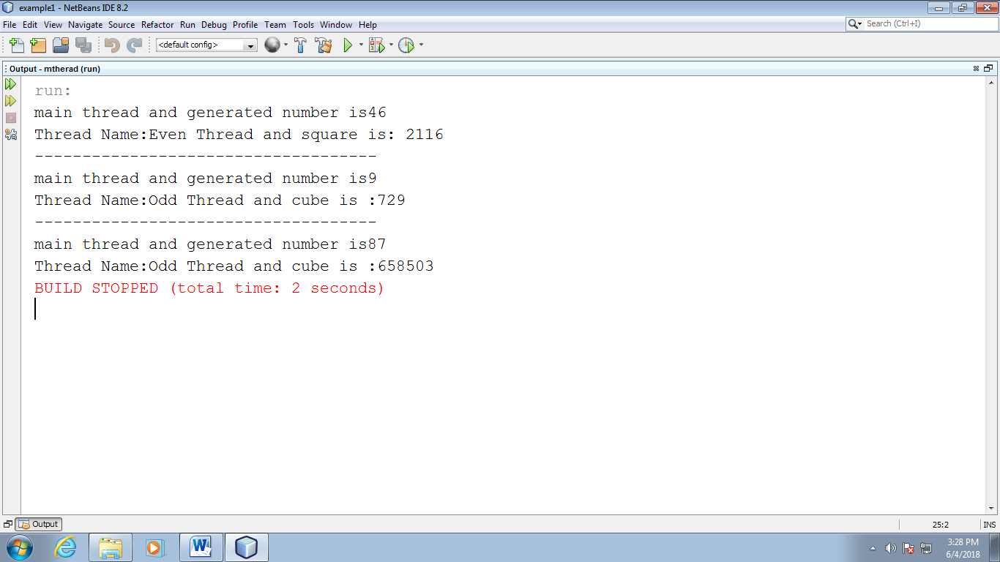 example1 - NetBeans IDE 8.2
File Edit View Navigate Source Refactor Run Debug Profile Team Tools Window Help
Search (Ctrl+I)
<default config>
Output - mtherad (run)
run:
main thread and generated number is46
Thread Name:Even Thread and square is: 2116
------------------------------------
main thread and generated number is9
Thread Name:Odd Thread and cube is :729
------------------------------------
main thread and generated number is87
Thread Name:Odd Thread and cube is :658503
BUILD STOPPED (total time: 2 seconds)
Output
25:2 INS
3:28 PM
6/4/2018